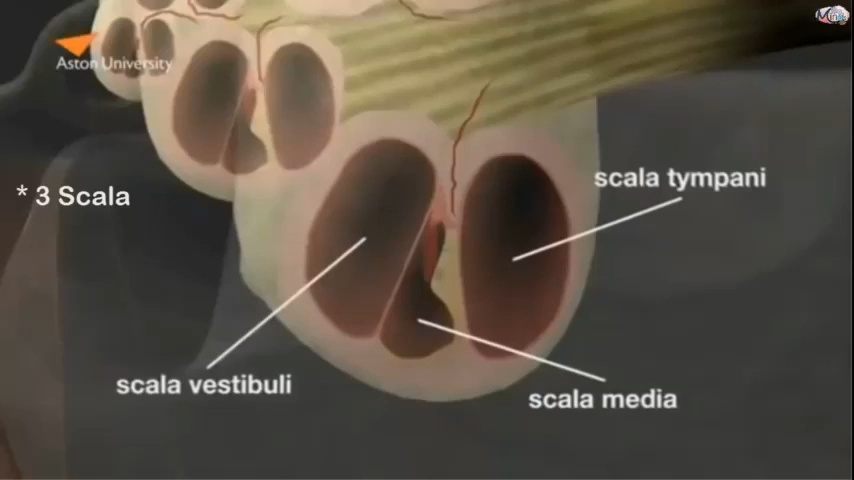 Aston University
* 3 Scala
scala tympani
scala vestibuli
scala media